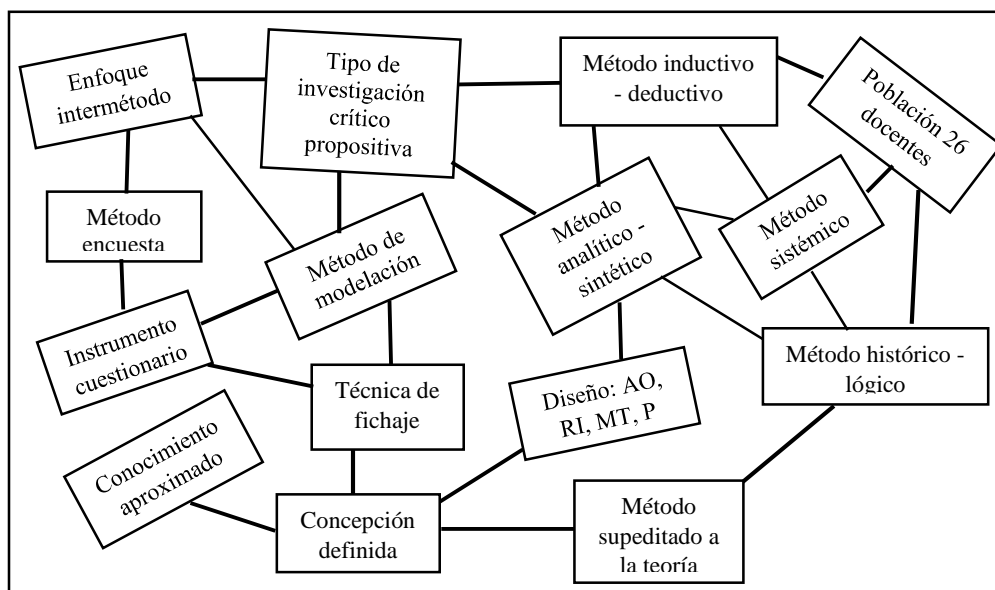 Enfoque
intermétodo
Tipo de
investigación
crítico
propositiva
Método inductivo
- deductivo
Población 26
docentes
Método
encuesta
Método de
modelación
Método
analítico -
sintético
Método
sistémico
Instrumento
cuestionario
Técnica de
fichaje
Diseño: AO,
RI, MT, P
Método histórico -
lógico
Conocimiento
aproximado
Concepción
definida
Método
supeditado a
la teoría